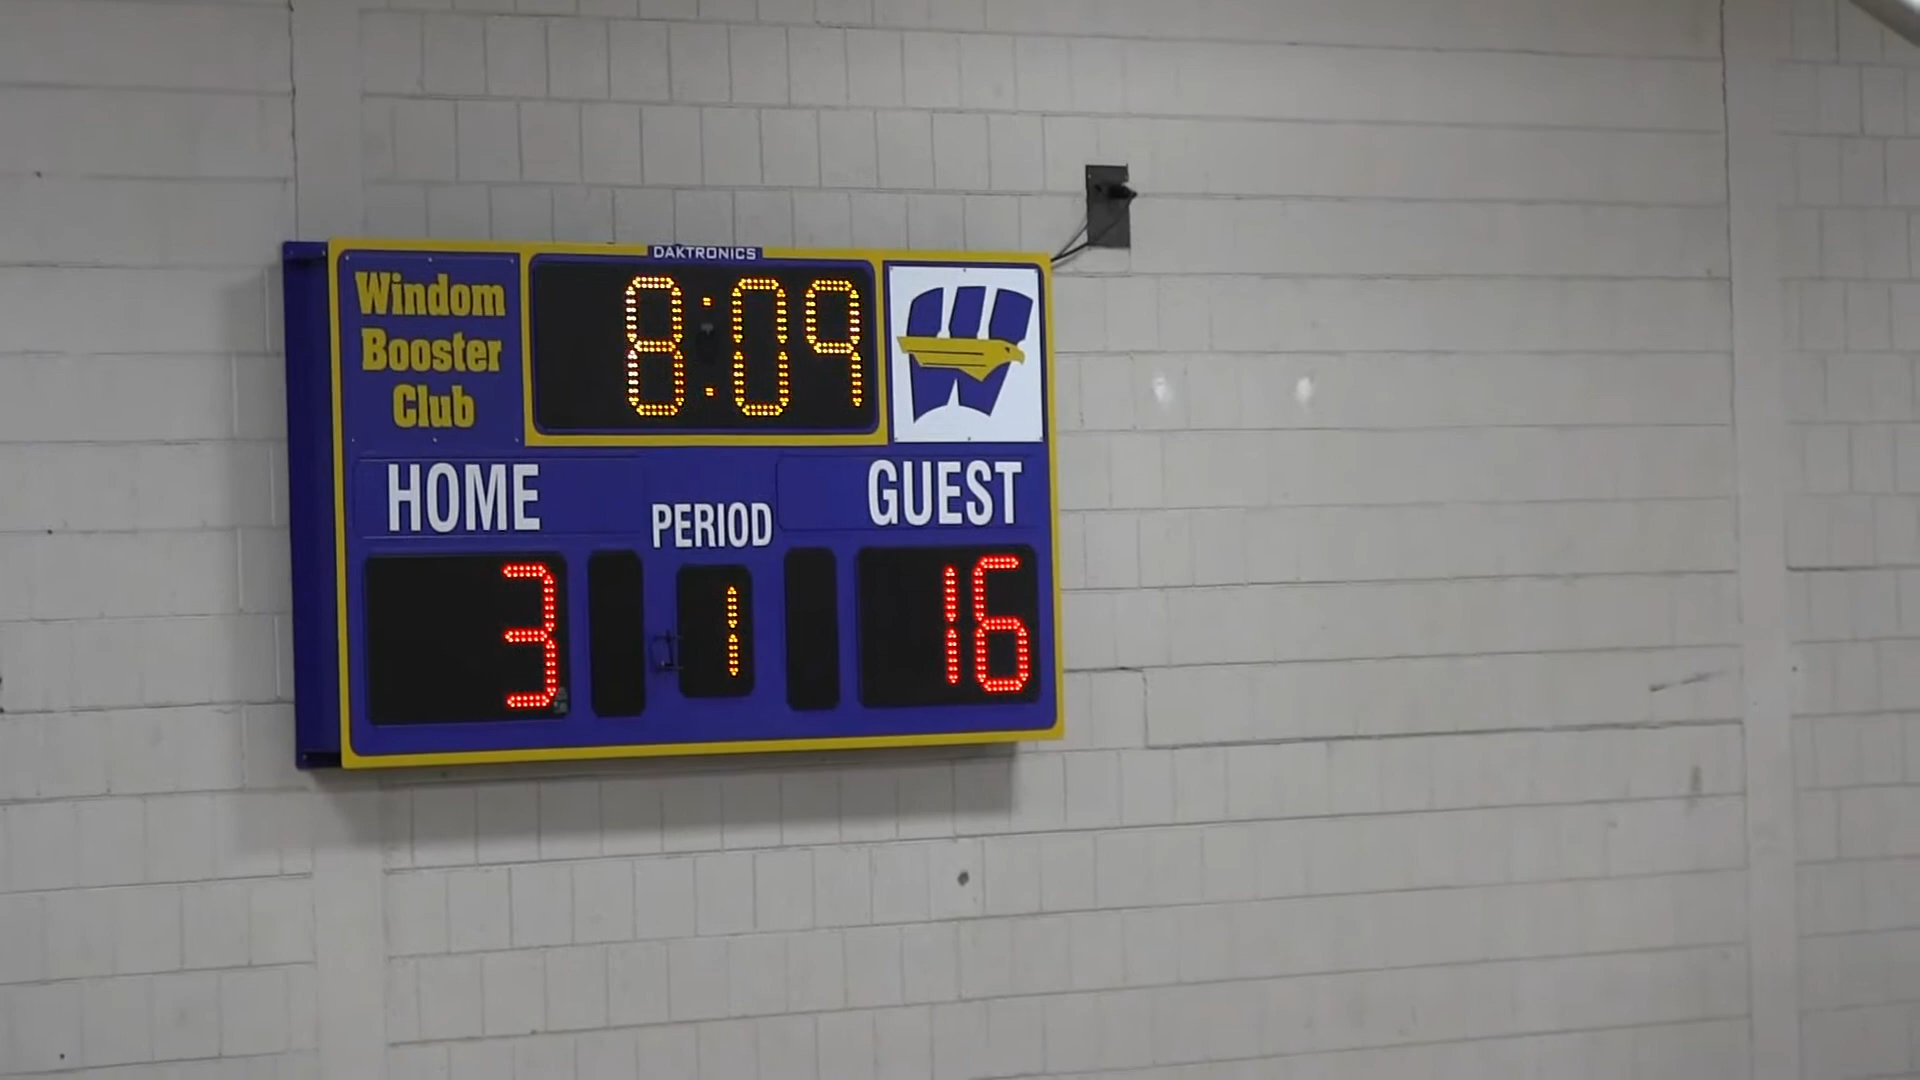 DAKTRONICS
Windom
Booster
Club
8:09
W
HOME
PERIOD
GUEST
3
1
16